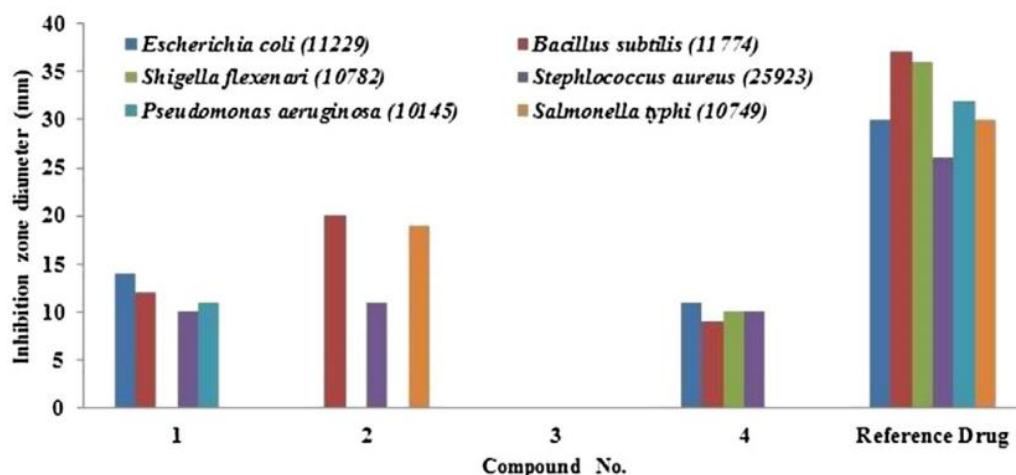 40
35
30
25
20
15
10
5
0
Inhibition zone diameter (mm)
Escherichia coli (11229)
Bacillus subtilis (11774)
Shigella flexenari (10782)
Stephlococcus aureus (25923)
Pseudomonas aeruginosa (10145)
Salmonella typhi (10749)
1 2 3 4 Reference Drug
Compound No.